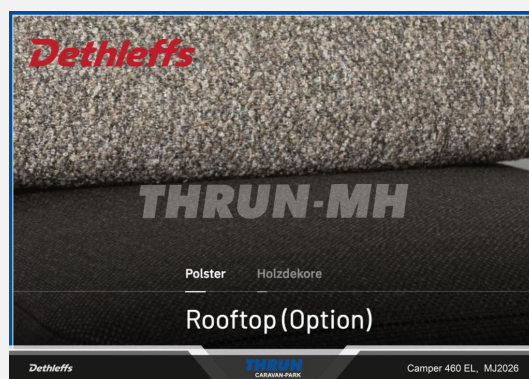 Dethleffs
THRUN-MH
Polster Holzdekore
Rooftop (Option)
Dethleffs
THRUN
CARAVAN-PARK
Camper 460 EL, MJ2026